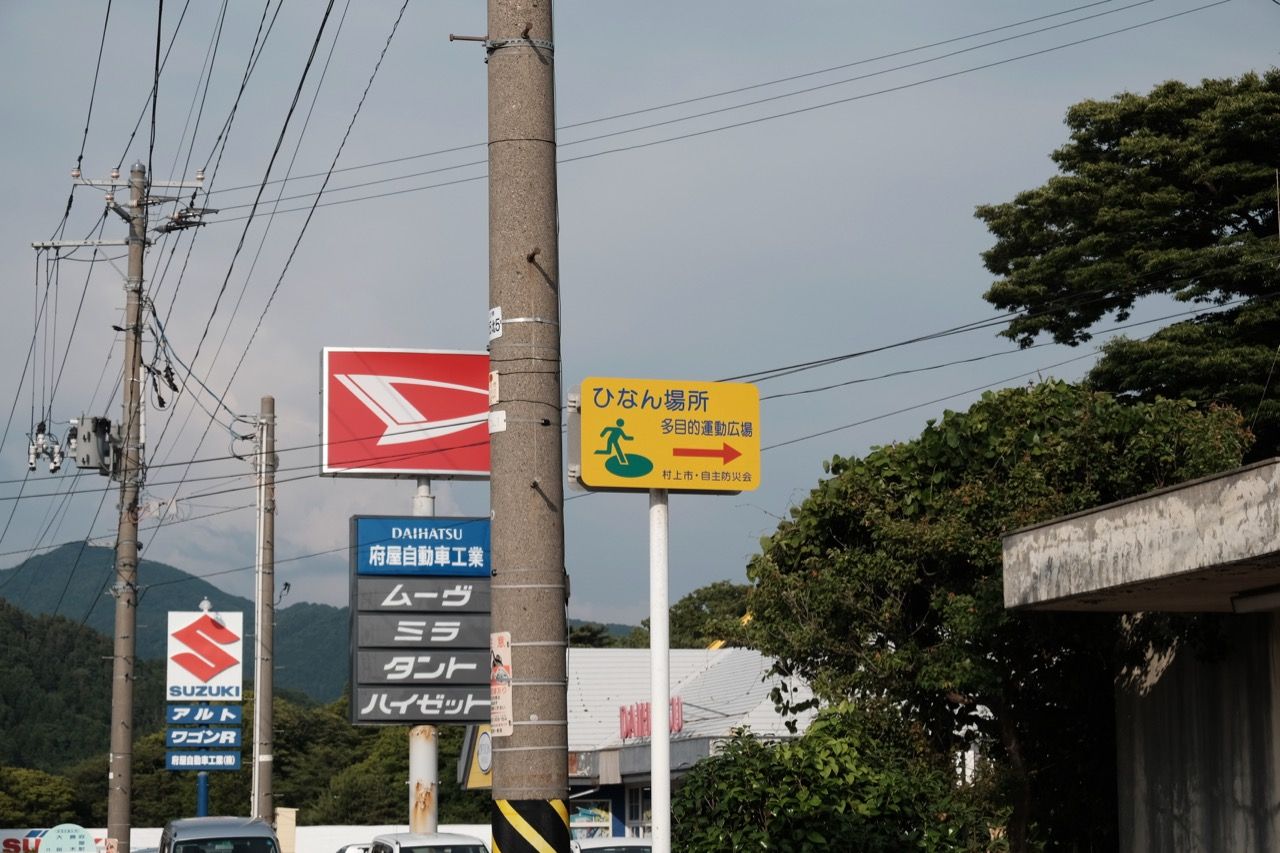 ひなん場所
多目的運動広場
村上市・自主防災会
DAIHATSU
府屋自動車工業
ムーヴ
ミラ
タント
ハイゼット
SUZUKI
アルト
ワゴンR
府屋自動車工業(株)
DAIHATSU